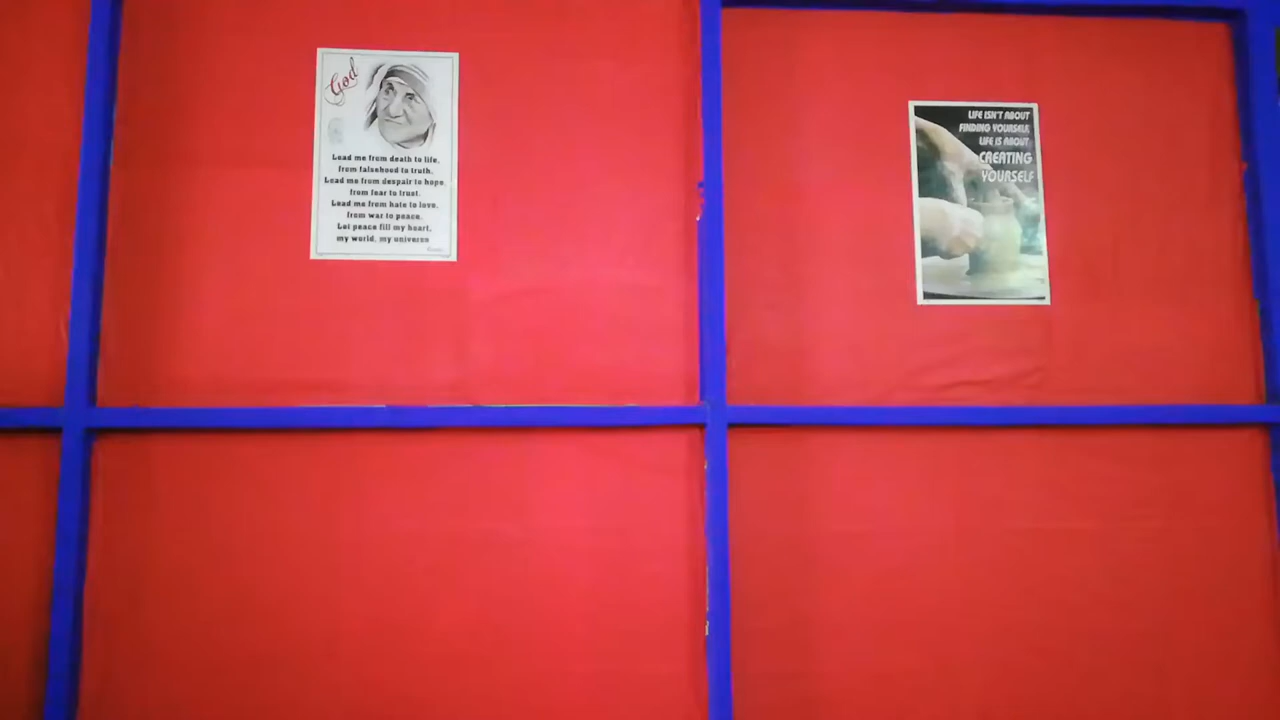 God
Lead me from death to life,
from falsehood to truth.
Lead me from despair to hope,
from fear to trust.
Lead me from hate to love,
from war to peace.
Let peace fill my heart,
my world, my universe
LIFE ISN'T ABOUT
FINDING YOURSELF,
LIFE IS ABOUT
CREATING
YOURSELF